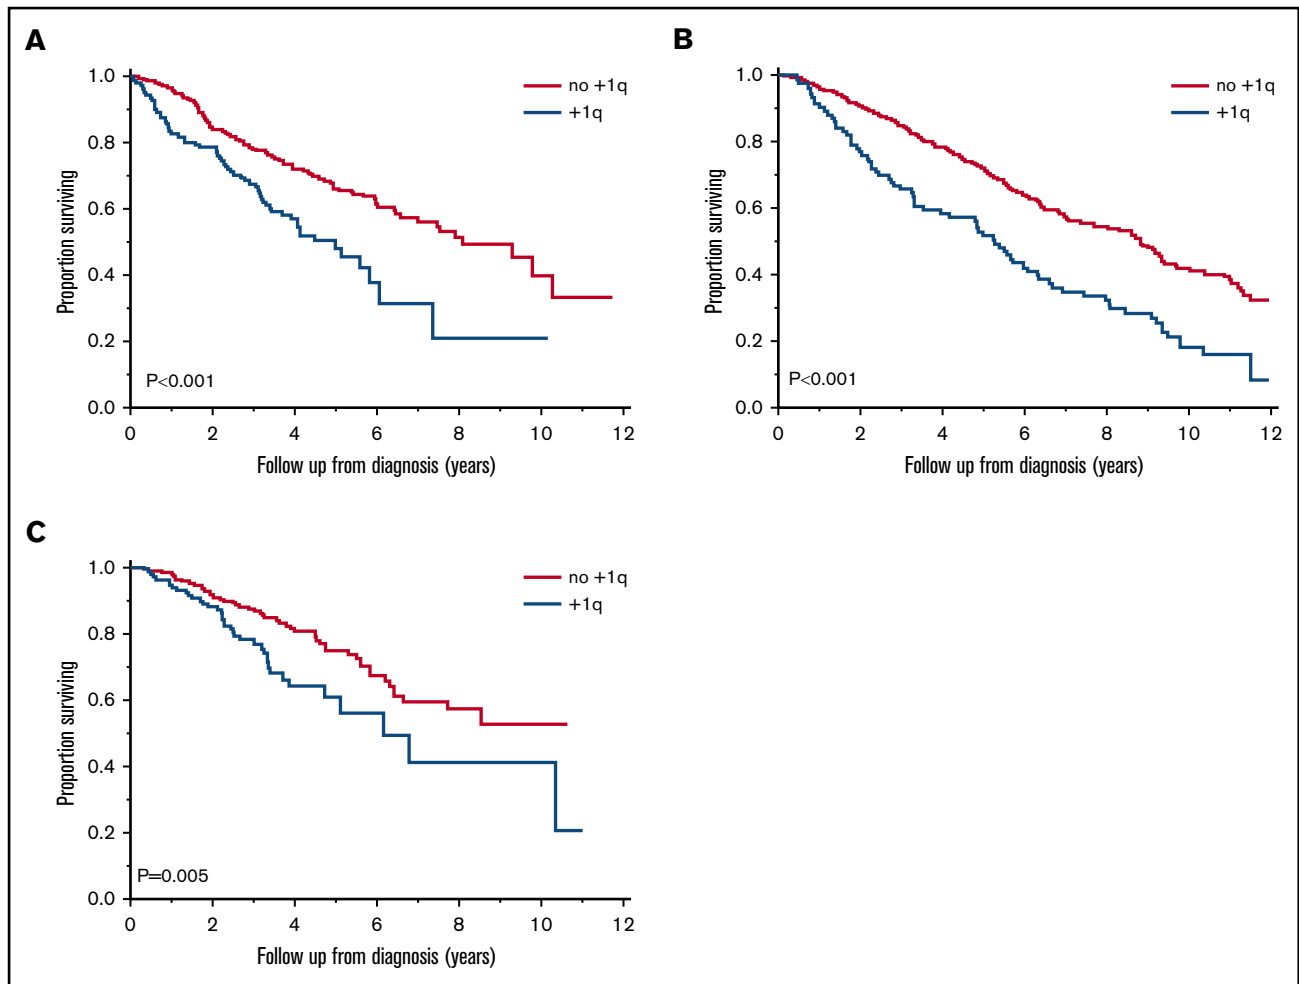 A
1.0
0.8
0.6
0.4
0.2
0.0
Proportion surviving
no +1q
+1q
P<0.001
0 2 4 6 8 10 12
Follow up from diagnosis (years)
B
1.0
0.8
0.6
0.4
0.2
0.0
Proportion surviving
no +1q
+1q
P<0.001
0 2 4 6 8 10 12
Follow up from diagnosis (years)
C
1.0
0.8
0.6
0.4
0.2
0.0
Proportion surviving
no +1q
+1q
P=0.005
0 2 4 6 8 10 12
Follow up from diagnosis (years)